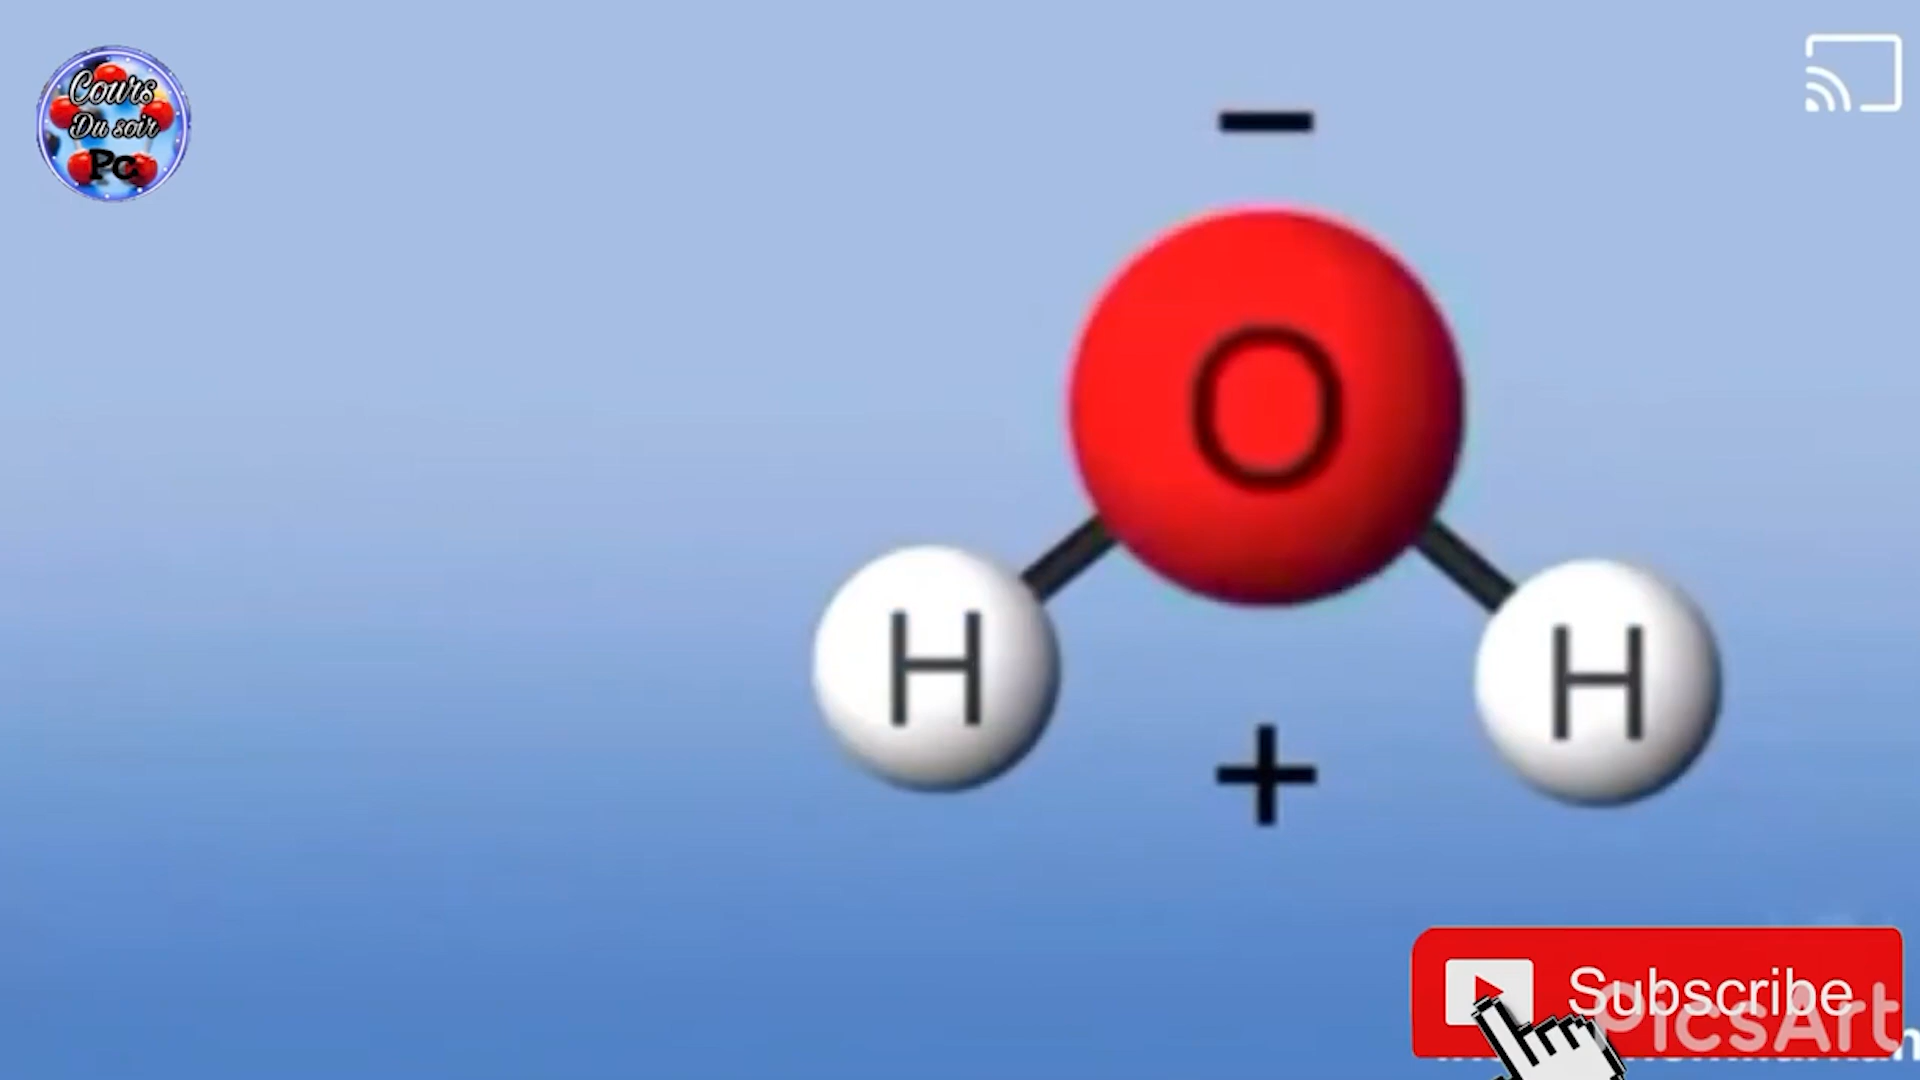 Cours
Du soir
Pc
−
O
H
H
+
Subscribe
PicsArt